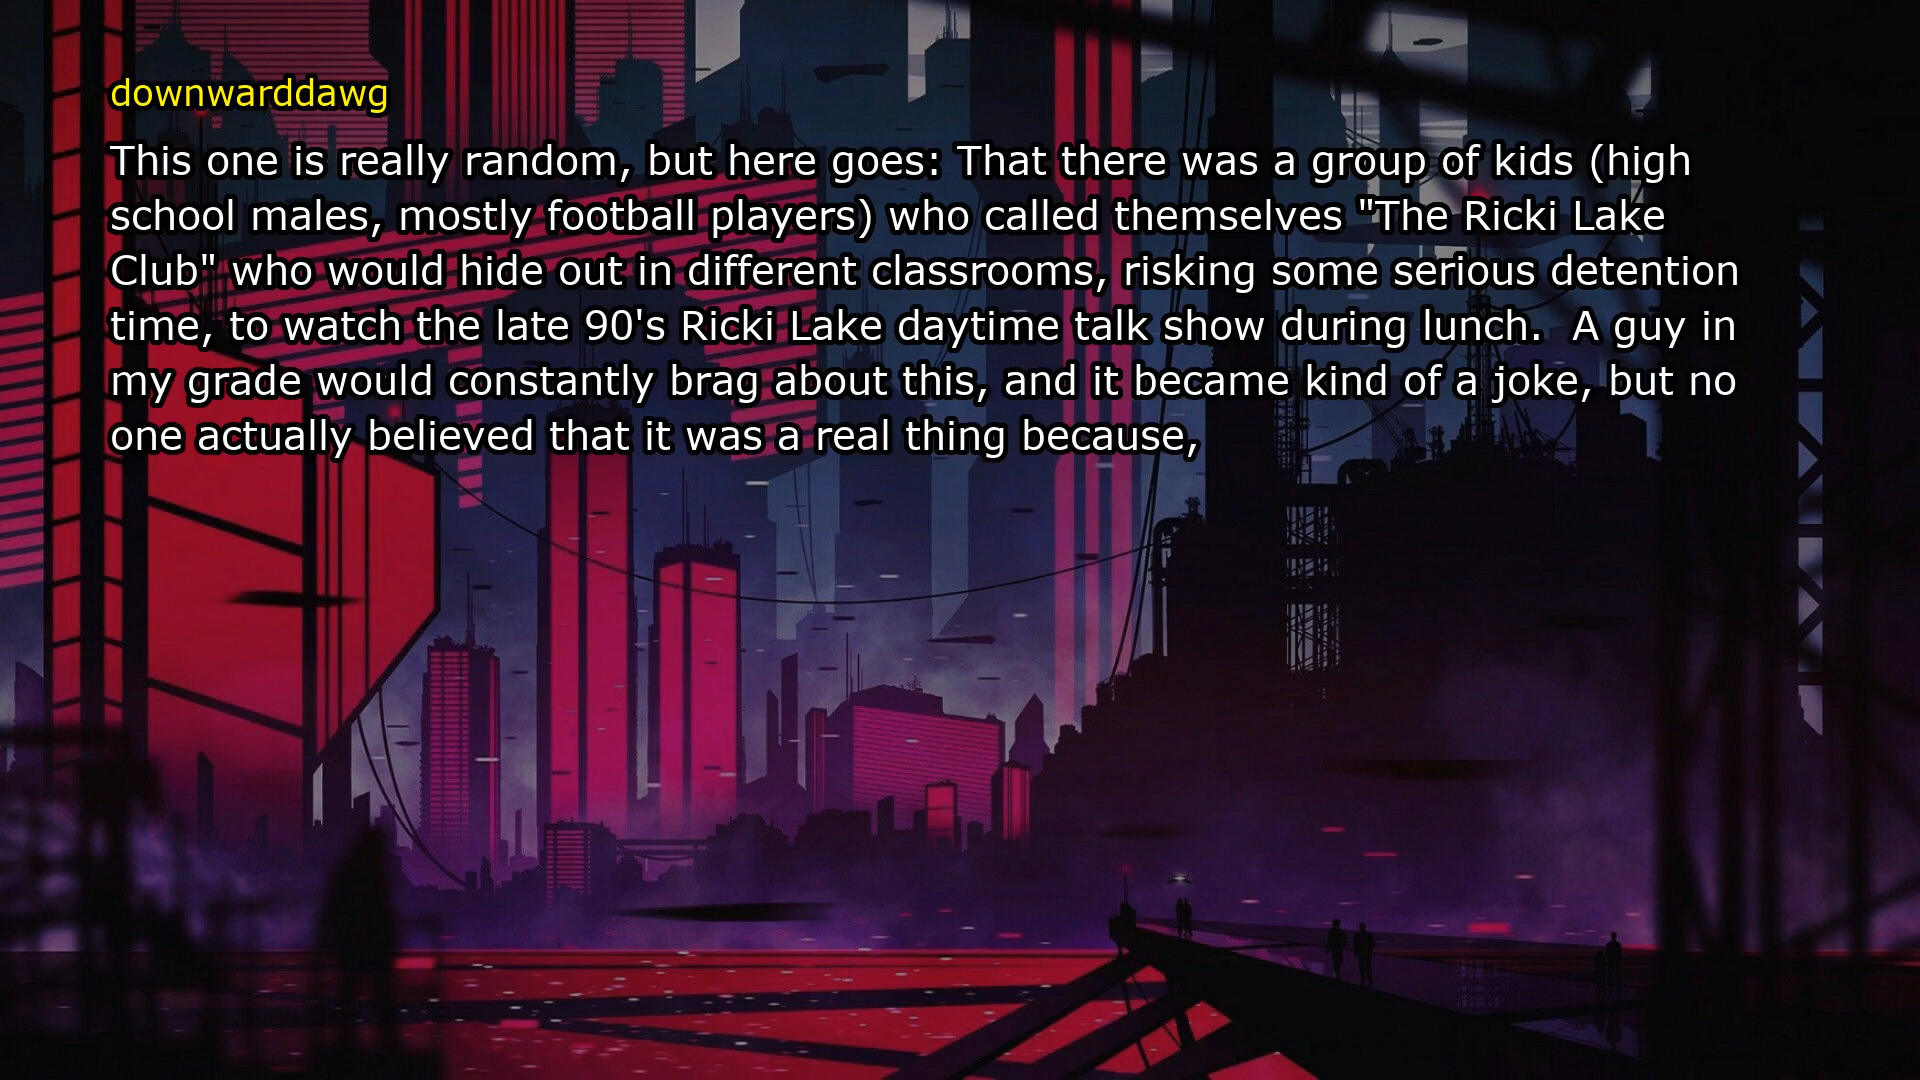 downwarddawg
This one is really random, but here goes: That there was a group of kids (high
school males, mostly football players) who called themselves "The Ricki Lake
Club" who would hide out in different classrooms, risking some serious detention
time, to watch the late 90's Ricki Lake daytime talk show during lunch.  A guy in
my grade would constantly brag about this, and it became kind of a joke, but no
one actually believed that it was a real thing because,